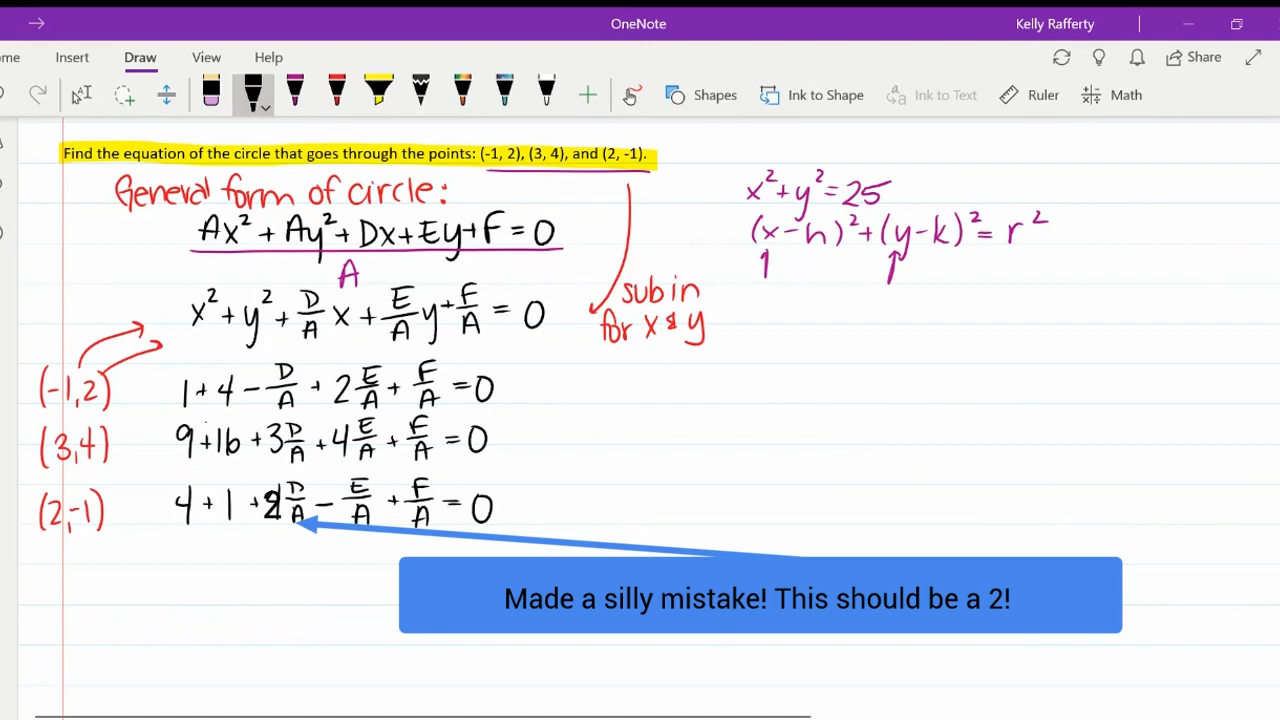 OneNote
Kelly Rafferty
ome Insert Draw View Help
Share
Shapes Ink to Shape Ink to Text Ruler Math
Find the equation of the circle that goes through the points: (-1, 2), (3, 4), and (2, -1).
General form of circle:
Ax² + Ay² + Dx + Ey + F = 0
A
x² + y² = 25
(x-h)² + (y-k)² = r²
x² + y² + D/A x + E/A y + F/A = 0
sub in
for x & y
(-1,2) 1 + 4 - D/A + 2 E/A + F/A = 0
(3,4) 9 + 16 + 3 D/A + 4 E/A + F/A = 0
(2,-1) 4 + 1 + 2 D/A - E/A + F/A = 0
Made a silly mistake! This should be a 2!